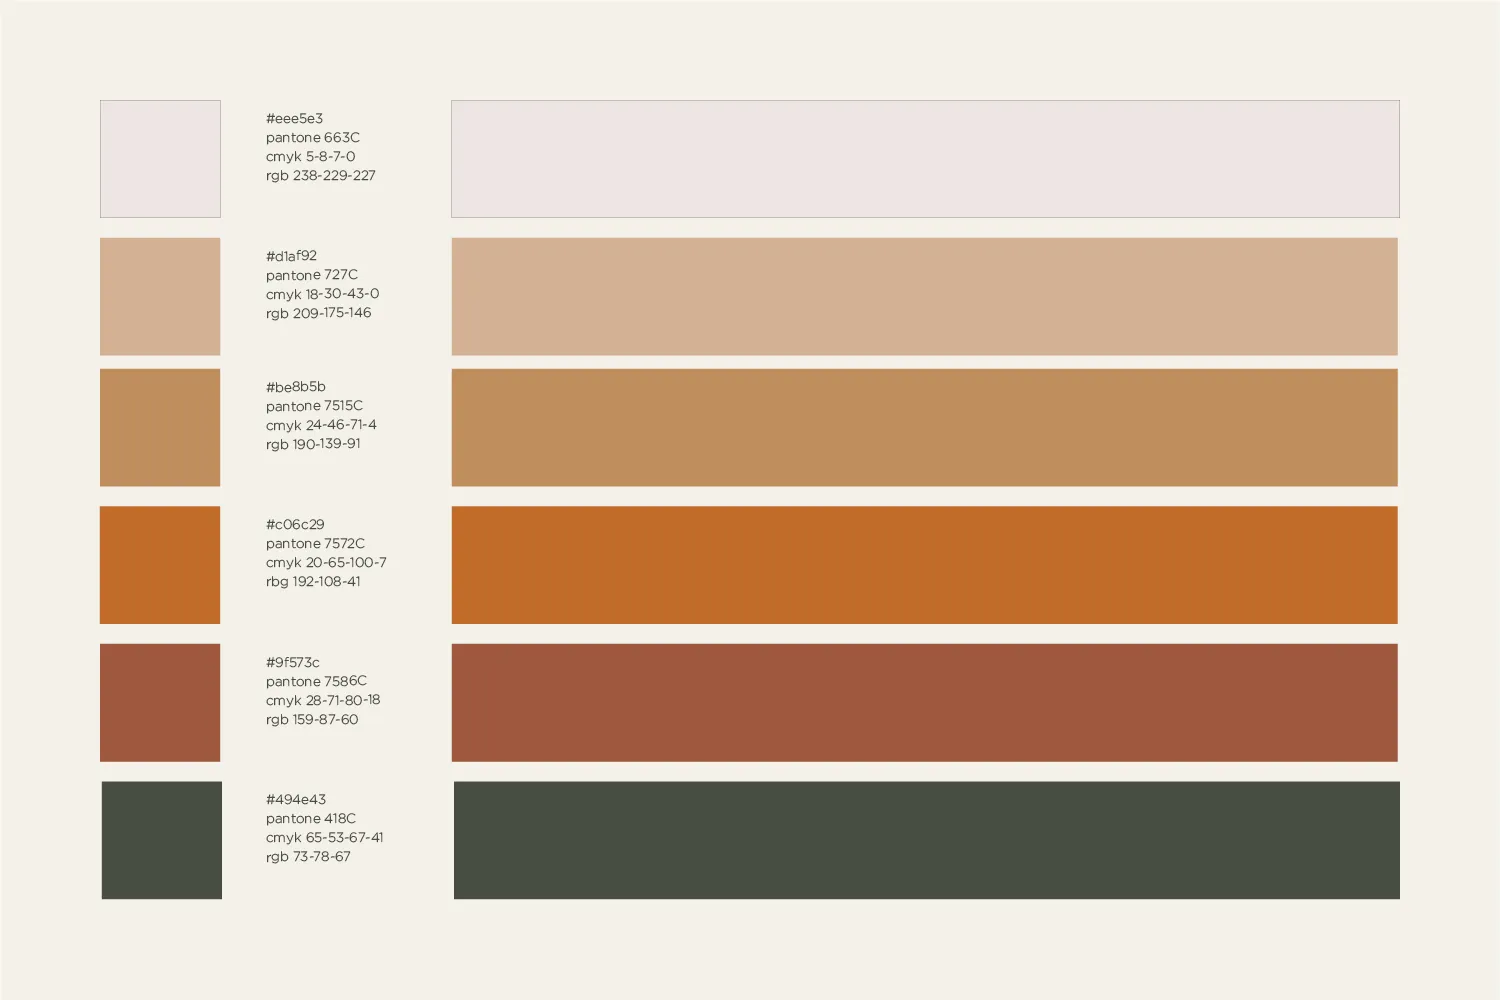 #eee5e3
pantone 663C
cmyk 5-8-7-0
rgb 238-229-227
#d1af92
pantone 727C
cmyk 18-30-43-0
rgb 209-175-146
#be8b5b
pantone 7515C
cmyk 24-46-71-4
rgb 190-139-91
#c06c29
pantone 7572C
cmyk 20-65-100-7
rbg 192-108-41
#9f573c
pantone 7586C
cmyk 28-71-80-18
rgb 159-87-60
#494e43
pantone 418C
cmyk 65-53-67-41
rgb 73-78-67